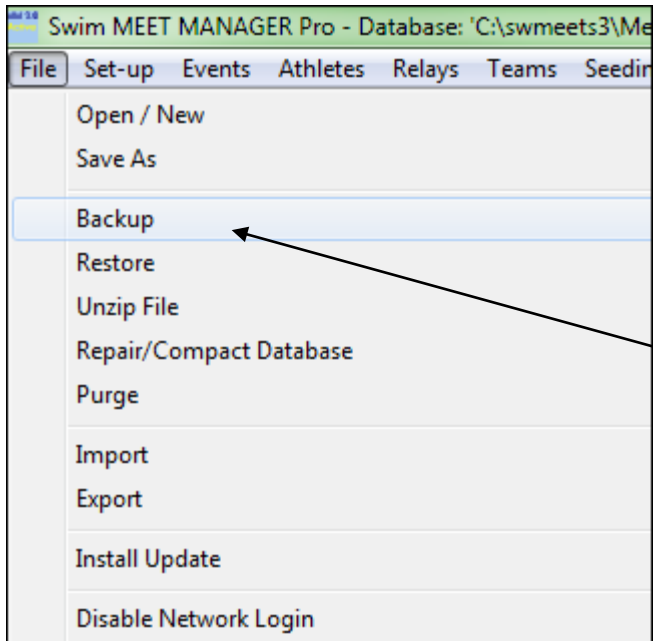 Swim MEET MANAGER Pro - Database: 'C:\swmeets3\Me
File Set-up Events Athletes Relays Teams Seedin
Open / New
Save As
Backup
Restore
Unzip File
Repair/Compact Database
Purge
Import
Export
Install Update
Disable Network Login